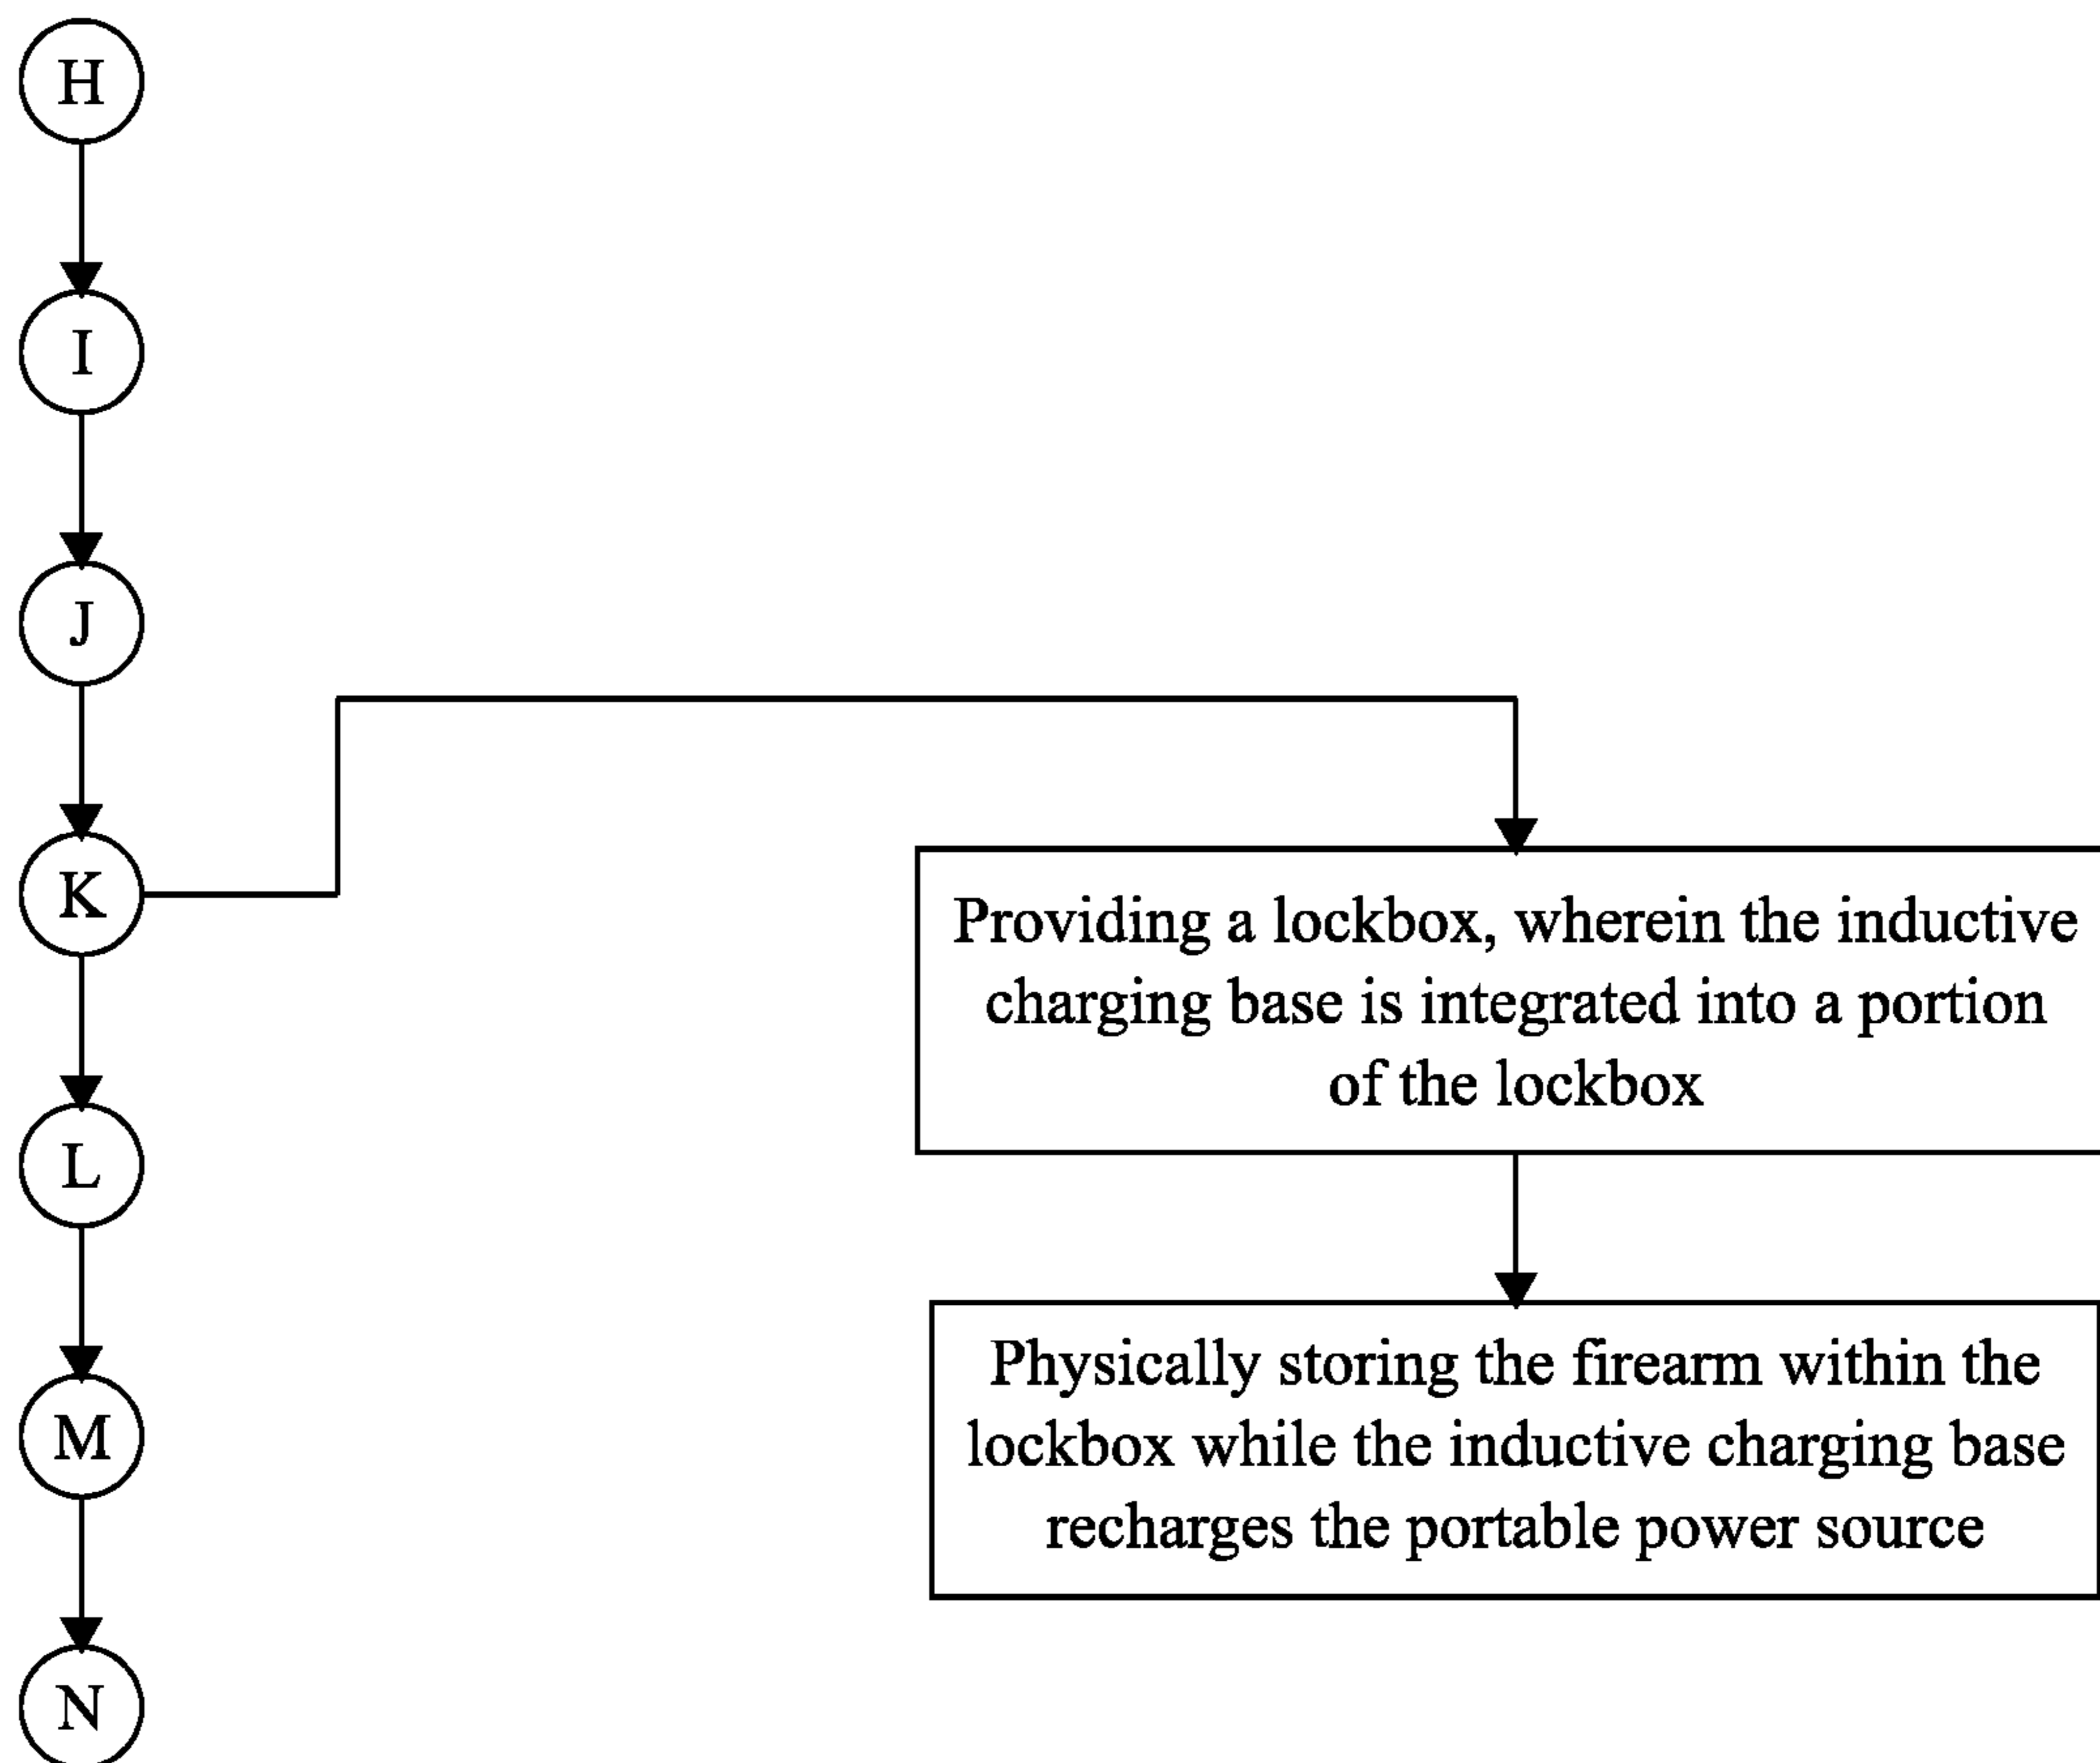 H
I
J
K
Providing a lockbox, wherein the inductive
charging base is integrated into a portion
of the lockbox
L
Physically storing the firearm within the
lockbox while the inductive charging base
recharges the portable power source
M
N